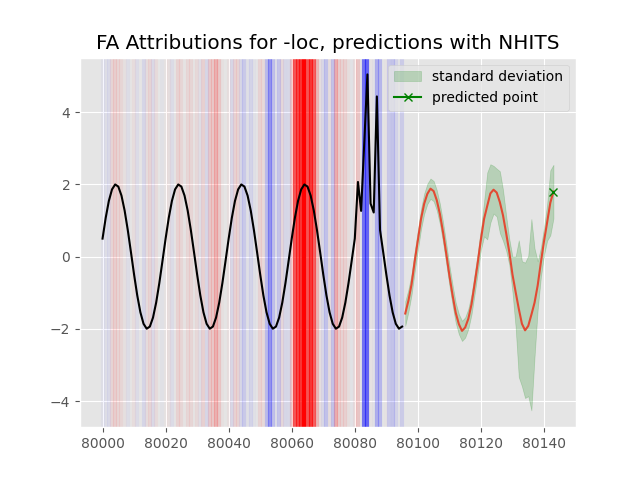 FA Attributions for -loc, predictions with NHITS
standard deviation
predicted point
4
2
0
−2
−4
80000 80020 80040 80060 80080 80100 80120 80140